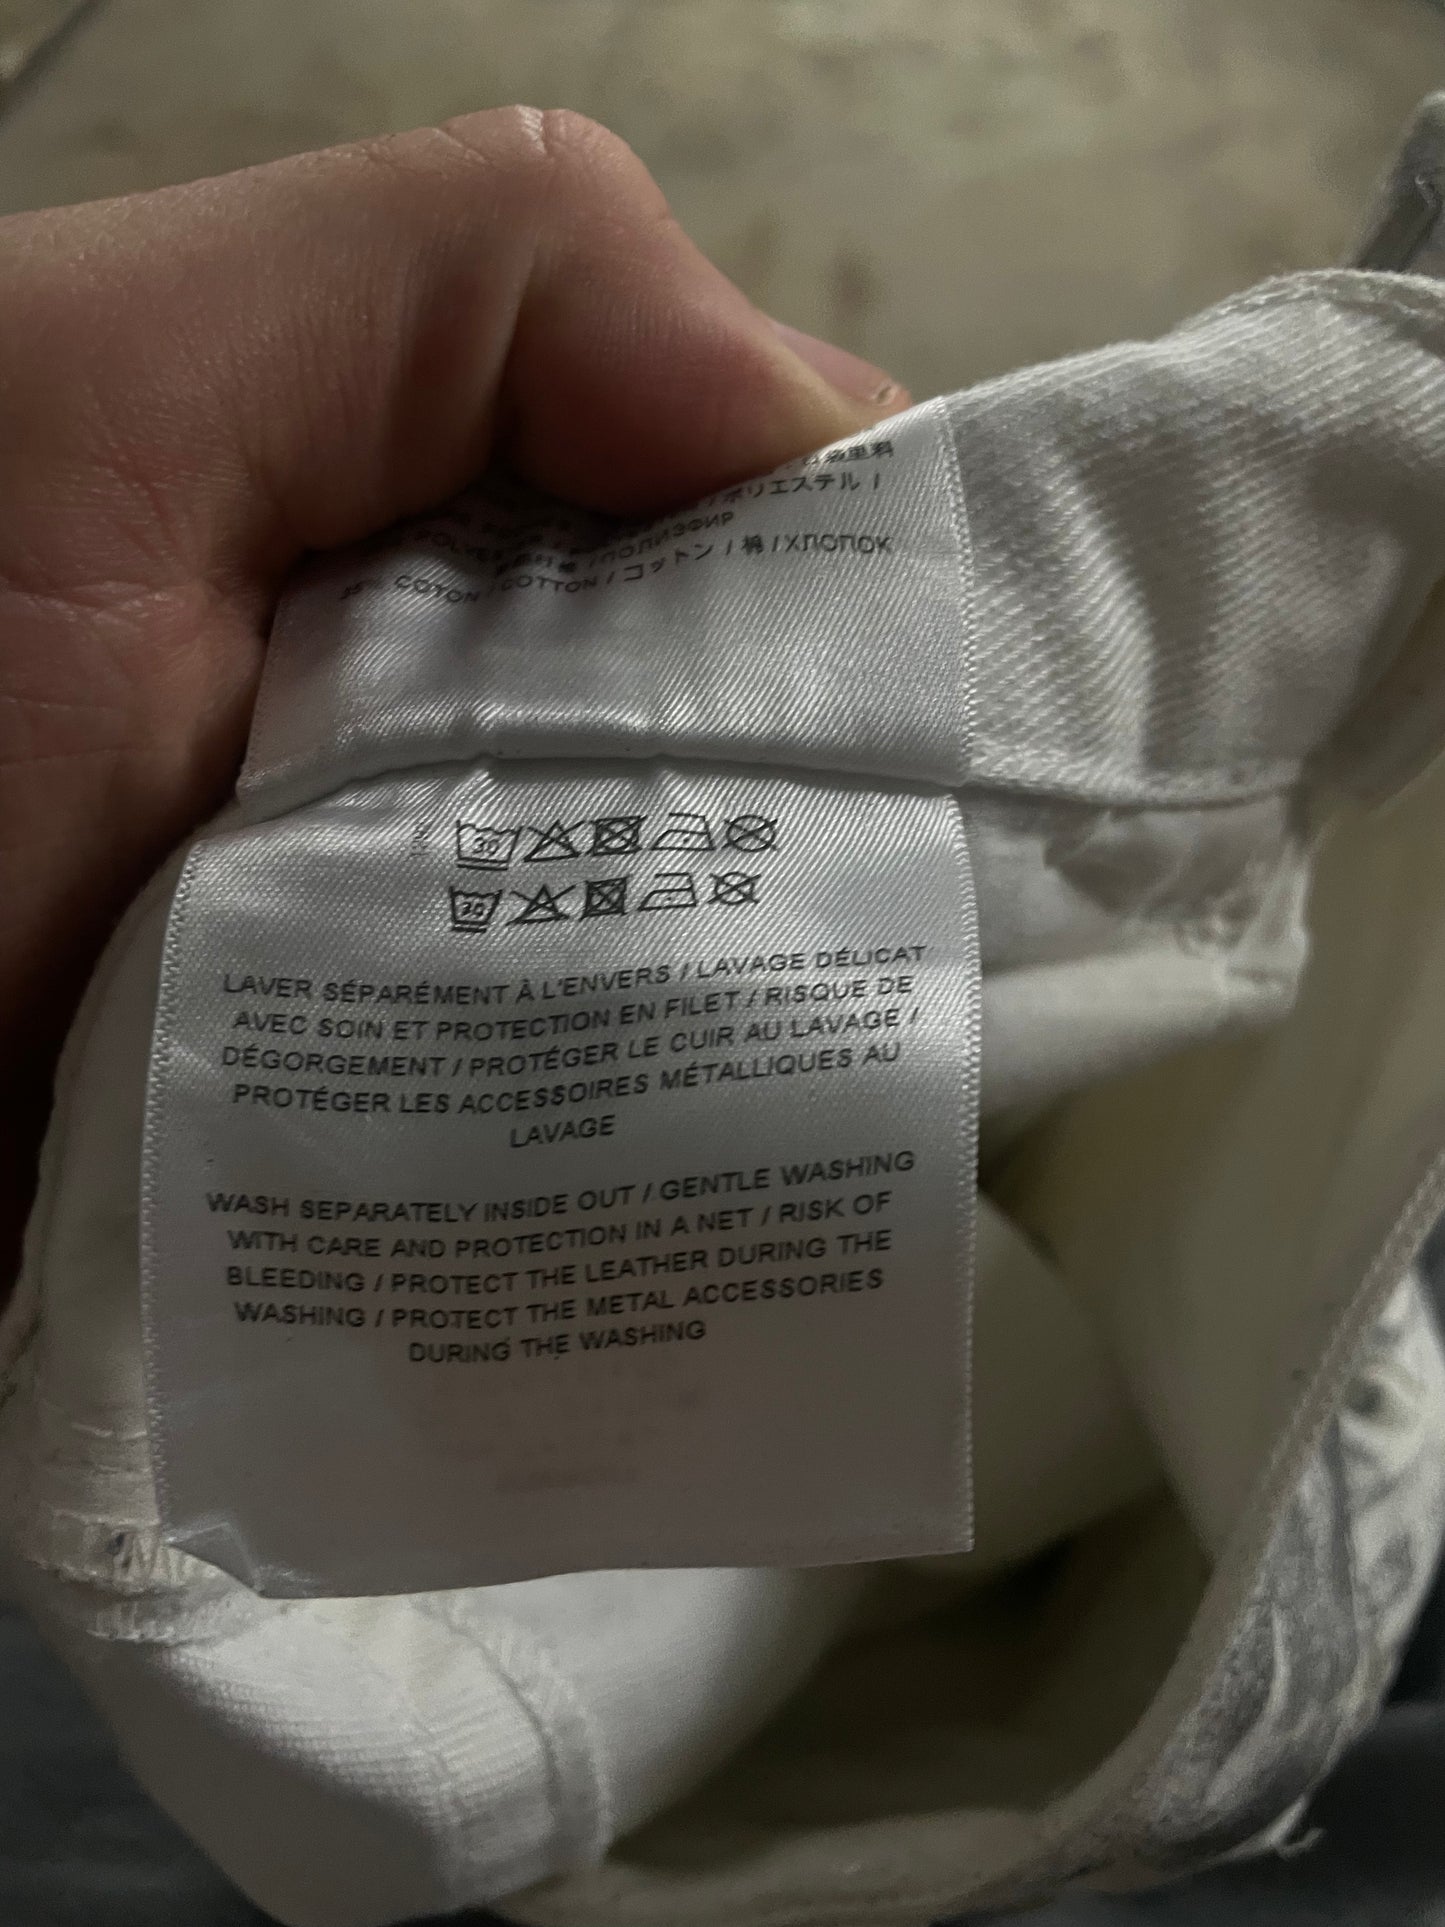 ポリエステル /
ПОЛИЭФИР
35 COTON / COTTON / コットン / 棉 / ХЛОПОК
30
30
LAVER SÉPARÉMENT À L'ENVERS / LAVAGE DÉLICAT
AVEC SOIN ET PROTECTION EN FILET / RISQUE DE
DÉGORGEMENT / PROTÉGER LE CUIR AU LAVAGE /
PROTÉGER LES ACCESSOIRES MÉTALLIQUES AU
LAVAGE
WASH SEPARATELY INSIDE OUT / GENTLE WASHING
WITH CARE AND PROTECTION IN A NET / RISK OF
BLEEDING / PROTECT THE LEATHER DURING THE
WASHING / PROTECT THE METAL ACCESSORIES
DURING THE WASHING